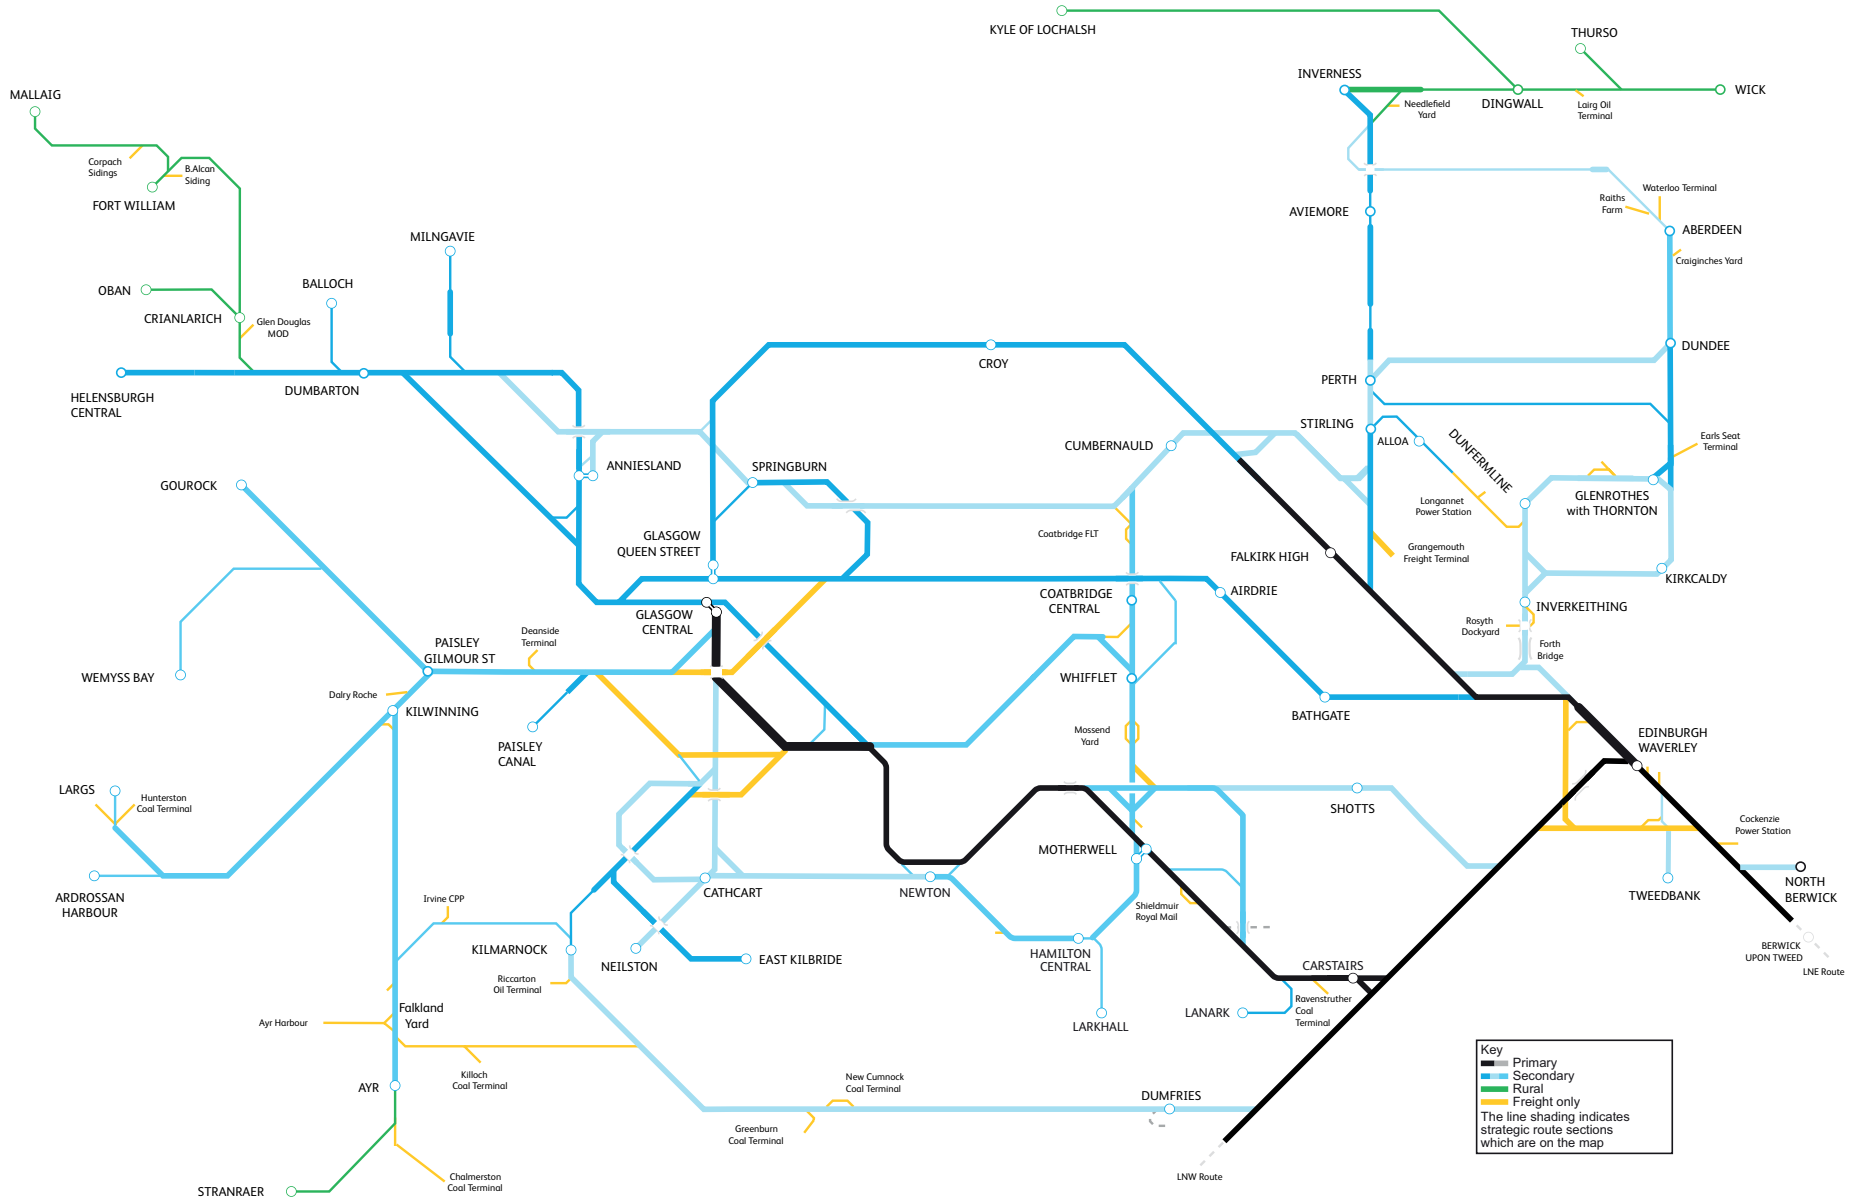 KYLE OF LOCHALSH
THURSO
INVERNESS
DINGWALL
WICK
Needlefield
Yard
Lairg Oil
Terminal
MALLAIG
Corpach
Sidings
B.Alcan
Siding
FORT WILLIAM
Waterloo Terminal
Raiths
Farm
AVIEMORE
ABERDEEN
Craiginches Yard
MILNGAVIE
OBAN
BALLOCH
CRIANLARICH
Glen Douglas
MOD
CROY
DUNDEE
HELENSBURGH
CENTRAL
DUMBARTON
PERTH
STIRLING
ALLOA
DUNFERMLINE
CUMBERNAULD
Earls Seat
Terminal
ANNIESLAND
SPRINGBURN
GOUROCK
Longannet
Power Station
GLENROTHES
with THORNTON
GLASGOW
QUEEN STREET
Coatbridge FLT
FALKIRK HIGH
Grangemouth
Freight Terminal
KIRKCALDY
COATBRIDGE
CENTRAL
AIRDRIE
INVERKEITHING
GLASGOW
CENTRAL
Deanside
Terminal
Rosyth
Dockyard
Forth
Bridge
PAISLEY
GILMOUR ST
WEMYSS BAY
WHIFFLET
Dalry Roche
KILWINNING
BATHGATE
PAISLEY
CANAL
Mossend
Yard
EDINBURGH
WAVERLEY
LARGS
Hunterston
Coal Terminal
SHOTTS
Cockenzie
Power Station
MOTHERWELL
ARDROSSAN
HARBOUR
CATHCART
NEWTON
TWEEDBANK
NORTH
BERWICK
Irvine CPP
Shieldmuir
Royal Mail
KILMARNOCK
NEILSTON
EAST KILBRIDE
HAMILTON
CENTRAL
BERWICK
UPON TWEED
LNE Route
Riccarton
Oil Terminal
CARSTAIRS
Falkland
Yard
Ayr Harbour
LARKHALL
LANARK
Ravenstruther
Coal
Terminal
Killoch
Coal Terminal
AYR
New Cumnock
Coal Terminal
DUMFRIES
Greenburn
Coal Terminal
Chalmerston
Coal Terminal
STRANRAER
LNW Route
Key
Primary
Secondary
Rural
Freight only
The line shading indicates
strategic route sections
which are on the map